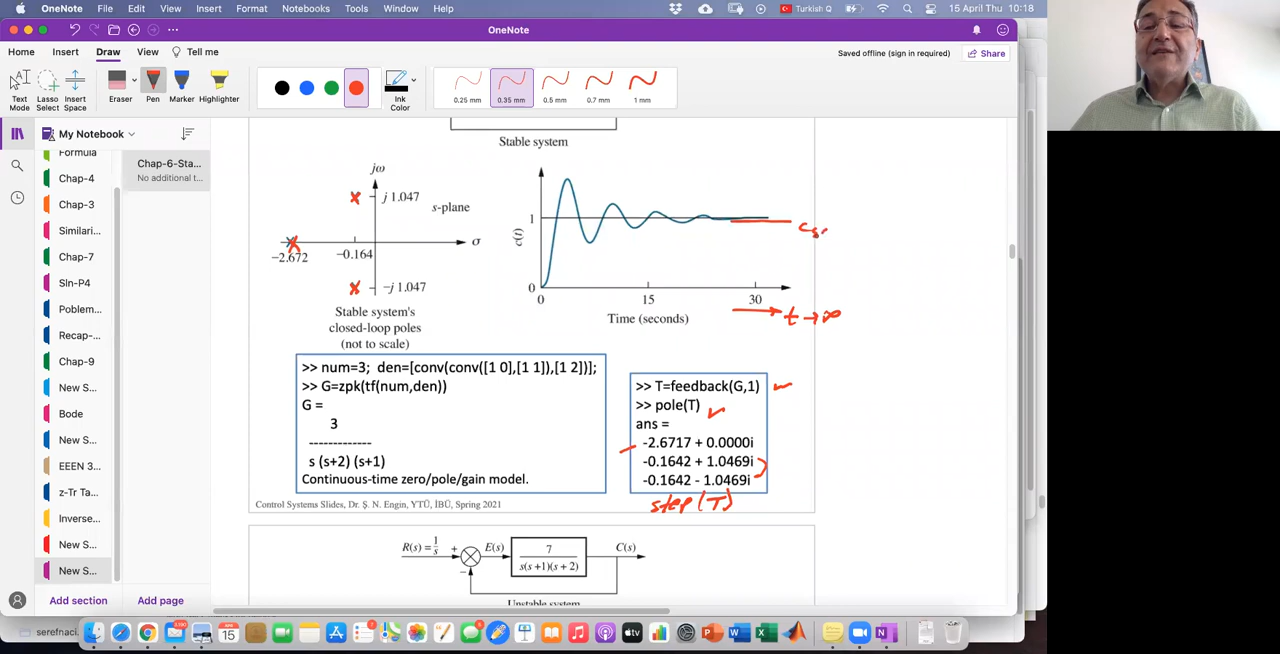 OneNote File Edit View Insert Format Notebooks Tools Window Help Turkish Q 15 April Thu 10:18
OneNote
Home Insert Draw View Tell me
Saved offline (sign in required) Share
Text Mode Lasso Select Insert Space Eraser Pen Marker Highlighter Ink Color 0.25 mm 0.35 mm 0.5 mm 0.7 mm 1 mm
My Notebook
Formula
Chap-4
Chap-3
Similari...
Chap-7
Sln-P4
Poblem...
Recap-...
Chap-9
New S...
Bode
New S...
EEEN 3...
z-Tr Ta...
Inverse...
New S...
New S...
Add section
Add page
Chap-6-Sta...
No additional t...
Stable system
jω
j 1.047
s-plane
σ
-2.672
-0.164
-j 1.047
Stable system's
closed-loop poles
(not to scale)
c(t)
1
0
0 15 30
Time (seconds)
t → ∞
>> num=3; den=[conv(conv([1 0],[1 1]),[1 2])];
>> G=zpk(tf(num,den))
G =
3
-------------
s (s+2) (s+1)
Continuous-time zero/pole/gain model.
>> T=feedback(G,1)
>> pole(T)
ans =
-2.6717 + 0.0000i
-0.1642 + 1.0469i
-0.1642 - 1.0469i
step(T)
Control Systems Slides, Dr. Ş. N. Engin, YTÜ, İBÜ, Spring 2021
R(s) = 1/s + − E(s) 7 / s(s+1)(s+2) C(s)
Unstable system
serefnaci.